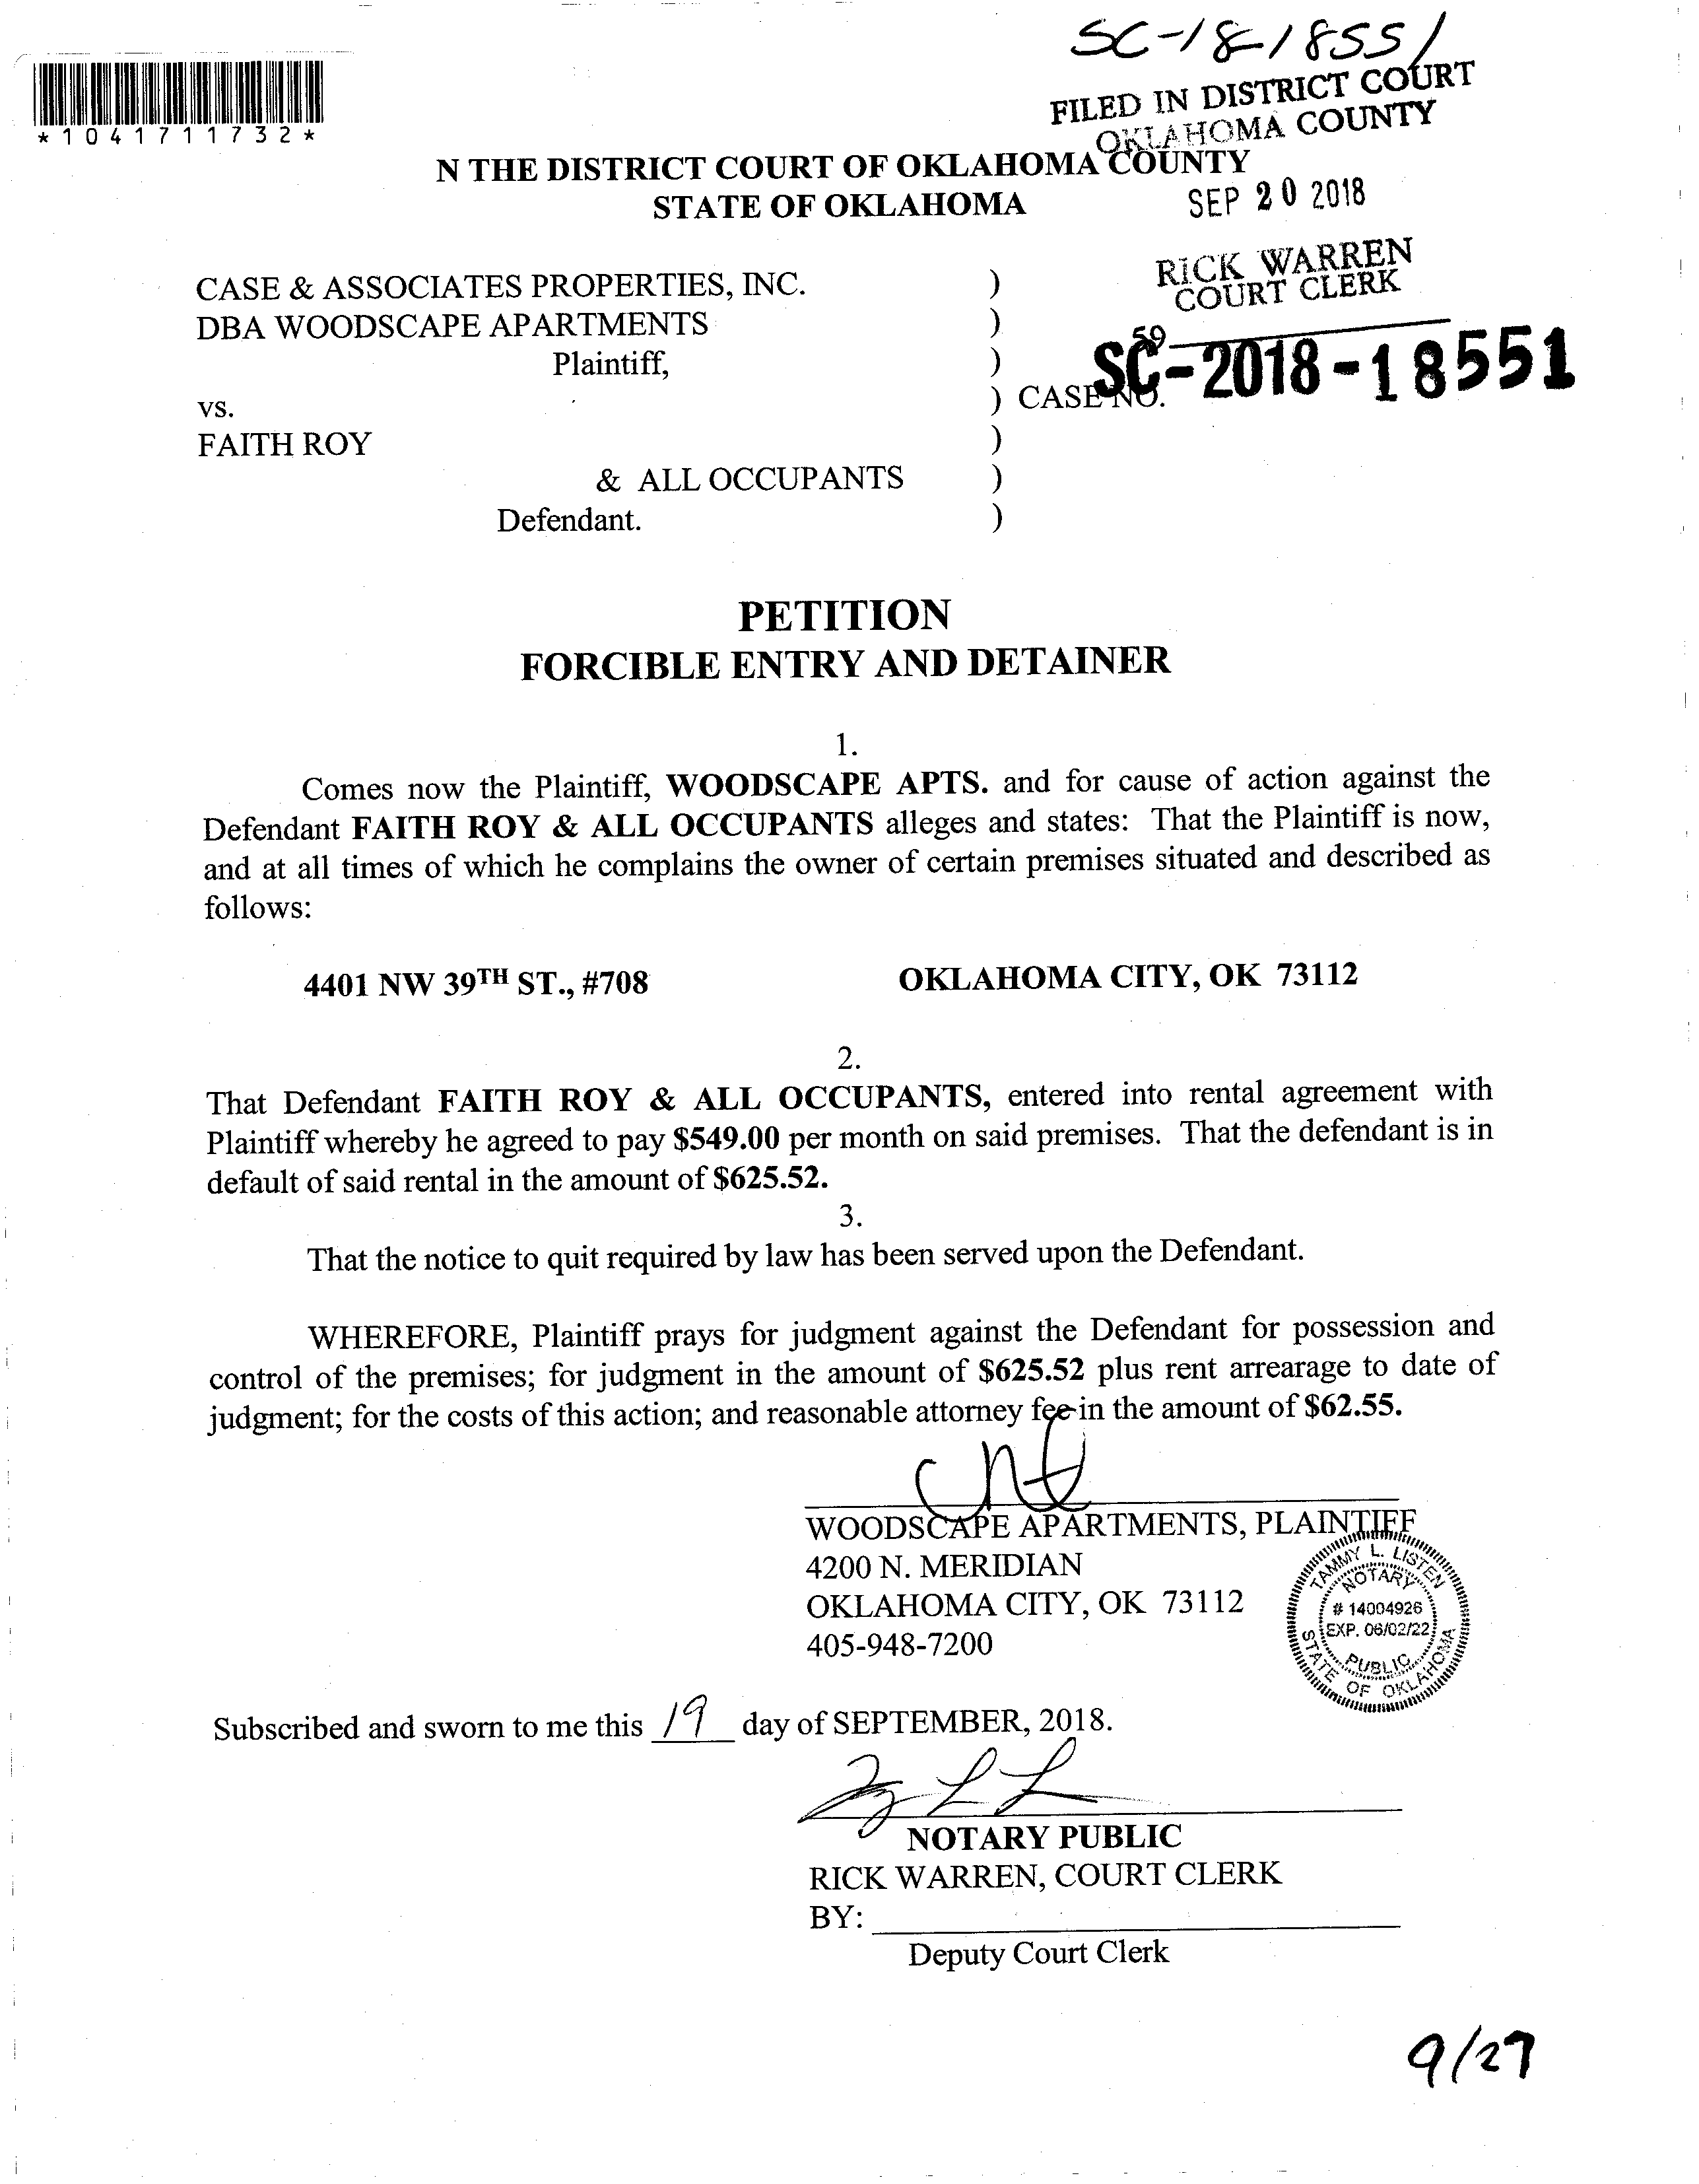 SC-18-18551
FILED IN DISTRICT COURT
OKLAHOMA COUNTY
*1041711732*
N THE DISTRICT COURT OF OKLAHOMA COUNTY
STATE OF OKLAHOMA
SEP 20 2018
RICK WARREN
COURT CLERK
59
CASE & ASSOCIATES PROPERTIES, INC. )
DBA WOODSCAPE APARTMENTS )
Plaintiff, )
vs. ) CASE NO. SC-2018-18551
FAITH ROY )
& ALL OCCUPANTS )
Defendant. )
PETITION
FORCIBLE ENTRY AND DETAINER
1.
Comes now the Plaintiff, WOODSCAPE APTS. and for cause of action against the
Defendant FAITH ROY & ALL OCCUPANTS alleges and states: That the Plaintiff is now,
and at all times of which he complains the owner of certain premises situated and described as
follows:
4401 NW 39TH ST., #708 OKLAHOMA CITY, OK 73112
2.
That Defendant FAITH ROY & ALL OCCUPANTS, entered into rental agreement with
Plaintiff whereby he agreed to pay $549.00 per month on said premises. That the defendant is in
default of said rental in the amount of $625.52.
3.
That the notice to quit required by law has been served upon the Defendant.
WHEREFORE, Plaintiff prays for judgment against the Defendant for possession and
control of the premises; for judgment in the amount of $625.52 plus rent arrearage to date of
judgment; for the costs of this action; and reasonable attorney fee in the amount of $62.55.
WOODSCAPE APARTMENTS, PLAINTIFF
4200 N. MERIDIAN
OKLAHOMA CITY, OK 73112
405-948-7200
TAMMY L. LISTEN
NOTARY
# 14004926
EXP. 06/02/22
PUBLIC
STATE OF OKLAHOMA
Subscribed and sworn to me this 19 day of SEPTEMBER, 2018.
NOTARY PUBLIC
RICK WARREN, COURT CLERK
BY:
Deputy Court Clerk
9/27